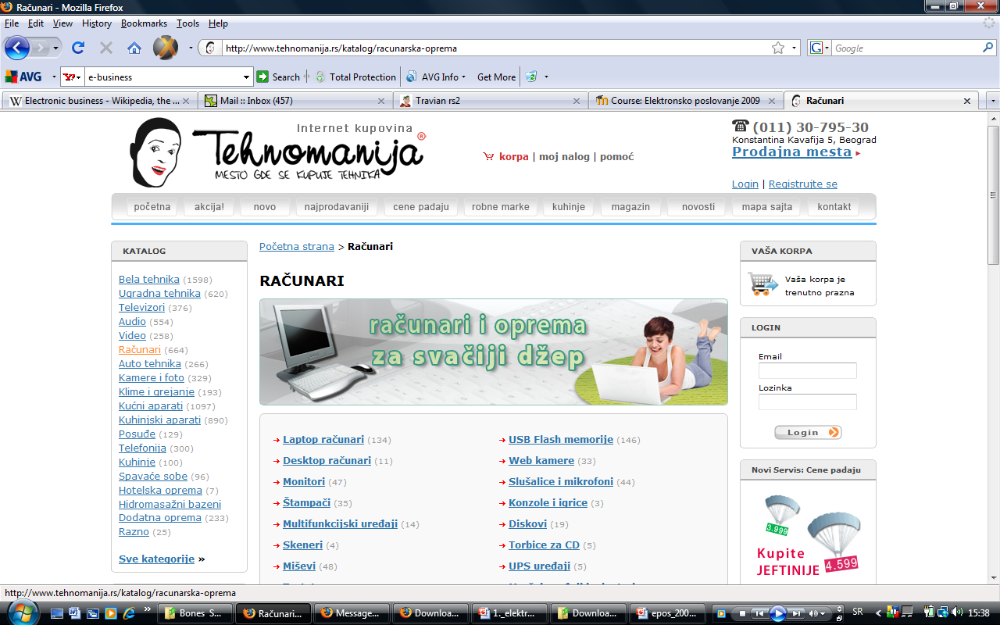 Računari - Mozilla Firefox
File Edit View History Bookmarks Tools Help
http://www.tehnomanija.rs/katalog/racunarska-oprema
G Google
AVG Y! e-business Search Total Protection AVG Info Get More
W Electronic business - Wikipedia, the ...
Mail :: Inbox (457)
Travian rs2
Course: Elektronsko poslovanje 2009
Računari
Internet kupovina
Tehnomanija ®
MESTO GDE SE KUPUJE TEHNIKA
korpa | moj nalog | pomoć
(011) 30-795-30
Konstantina Kavafija 5, Beograd
Prodajna mesta
Login | Registrujte se
početna akcija! novo najprodavaniji cene padaju robne marke kuhinje magazin novosti mapa sajta kontakt
KATALOG
Bela tehnika (1598)
Ugradna tehnika (620)
Televizori (376)
Audio (554)
Video (258)
Računari (664)
Auto tehnika (266)
Kamere i foto (329)
Klime i grejanje (193)
Kućni aparati (1097)
Kuhinjski aparati (890)
Posuđe (129)
Telefonija (300)
Kuhinje (100)
Spavaće sobe (96)
Hotelska oprema (7)
Hidromasažni bazeni
Dodatna oprema (233)
Razno (25)
Sve kategorije »
Početna strana > Računari
RAČUNARI
računari i oprema
za svačiji džep
Laptop računari (134)
Desktop računari (11)
Monitori (47)
Štampači (35)
Multifunkcijski uređaji (14)
Skeneri (4)
Miševi (48)
USB Flash memorije (146)
Web kamere (33)
Slušalice i mikrofoni (44)
Konzole i igrice (3)
Diskovi (19)
Torbice za CD (5)
UPS uređaji (5)
VAŠA KORPA
Vaša korpa je
trenutno prazna
LOGIN
Email
Lozinka
Login
Novi Servis: Cene padaju
3.999
Kupite
JEFTINIJE 4.599
http://www.tehnomanija.rs/katalog/racunarska-oprema
» Bones S... Računari... Message... Downloa... 1._elektr... Downloa... epos_200... SR 15:38